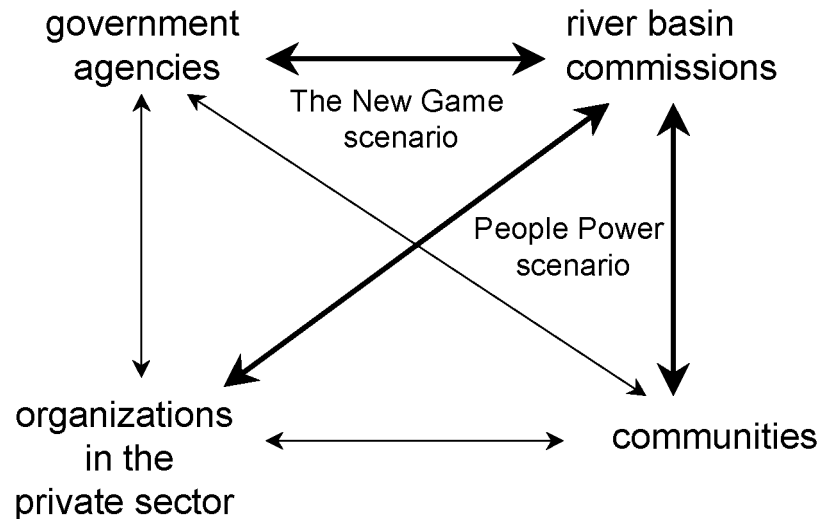 government
agencies
river basin
commissions
The New Game
scenario
People Power
scenario
organizations
in the
private sector
communities